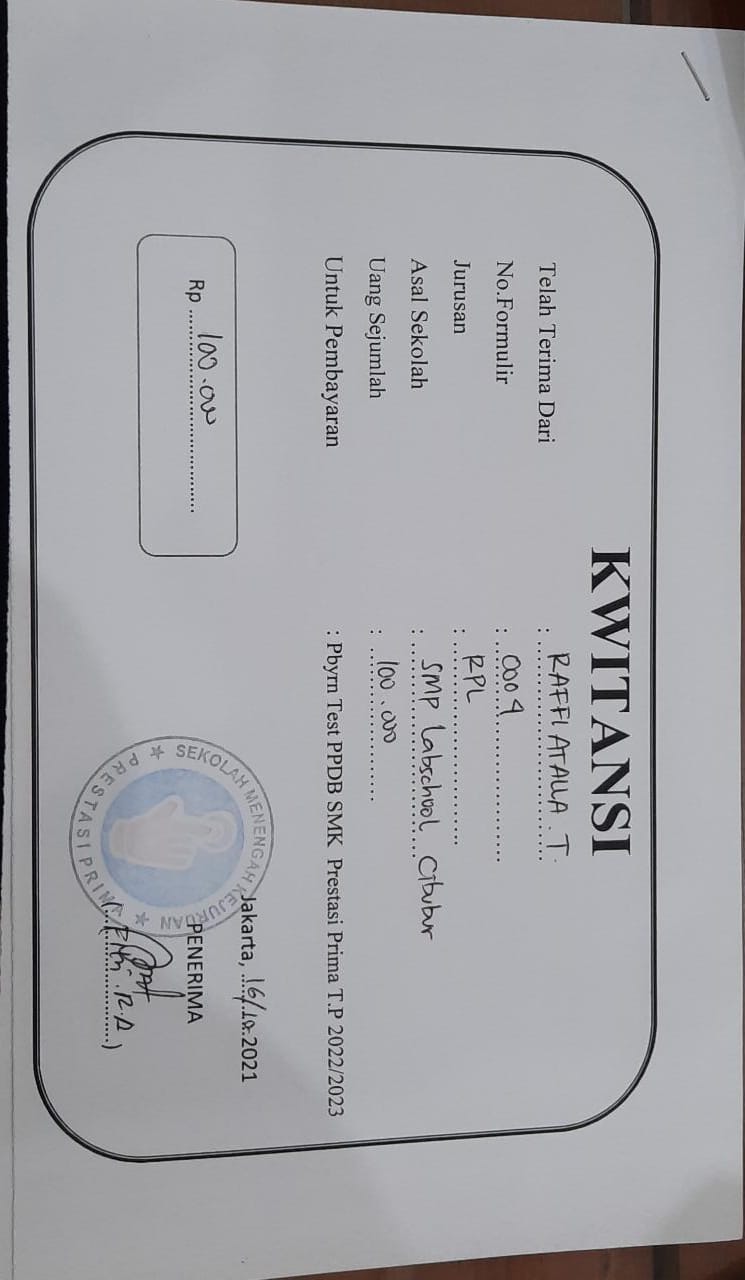 KWITANSI
Telah Terima Dari : RAFFI ATALLA . T.
No.Formulir : 0004
Jurusan : RPL
Asal Sekolah : SMP Labschool Cibubur
Uang Sejumlah : 100.000
Untuk Pembayaran : Pbyrn Test PPDB SMK Prestasi Prima T.P 2022/2023
Jakarta, 16/10.2021
Rp 100.000
PENERIMA
SEKOLAH MENENGAH KEJURUAN
PRESTASI PRIMA
R.A